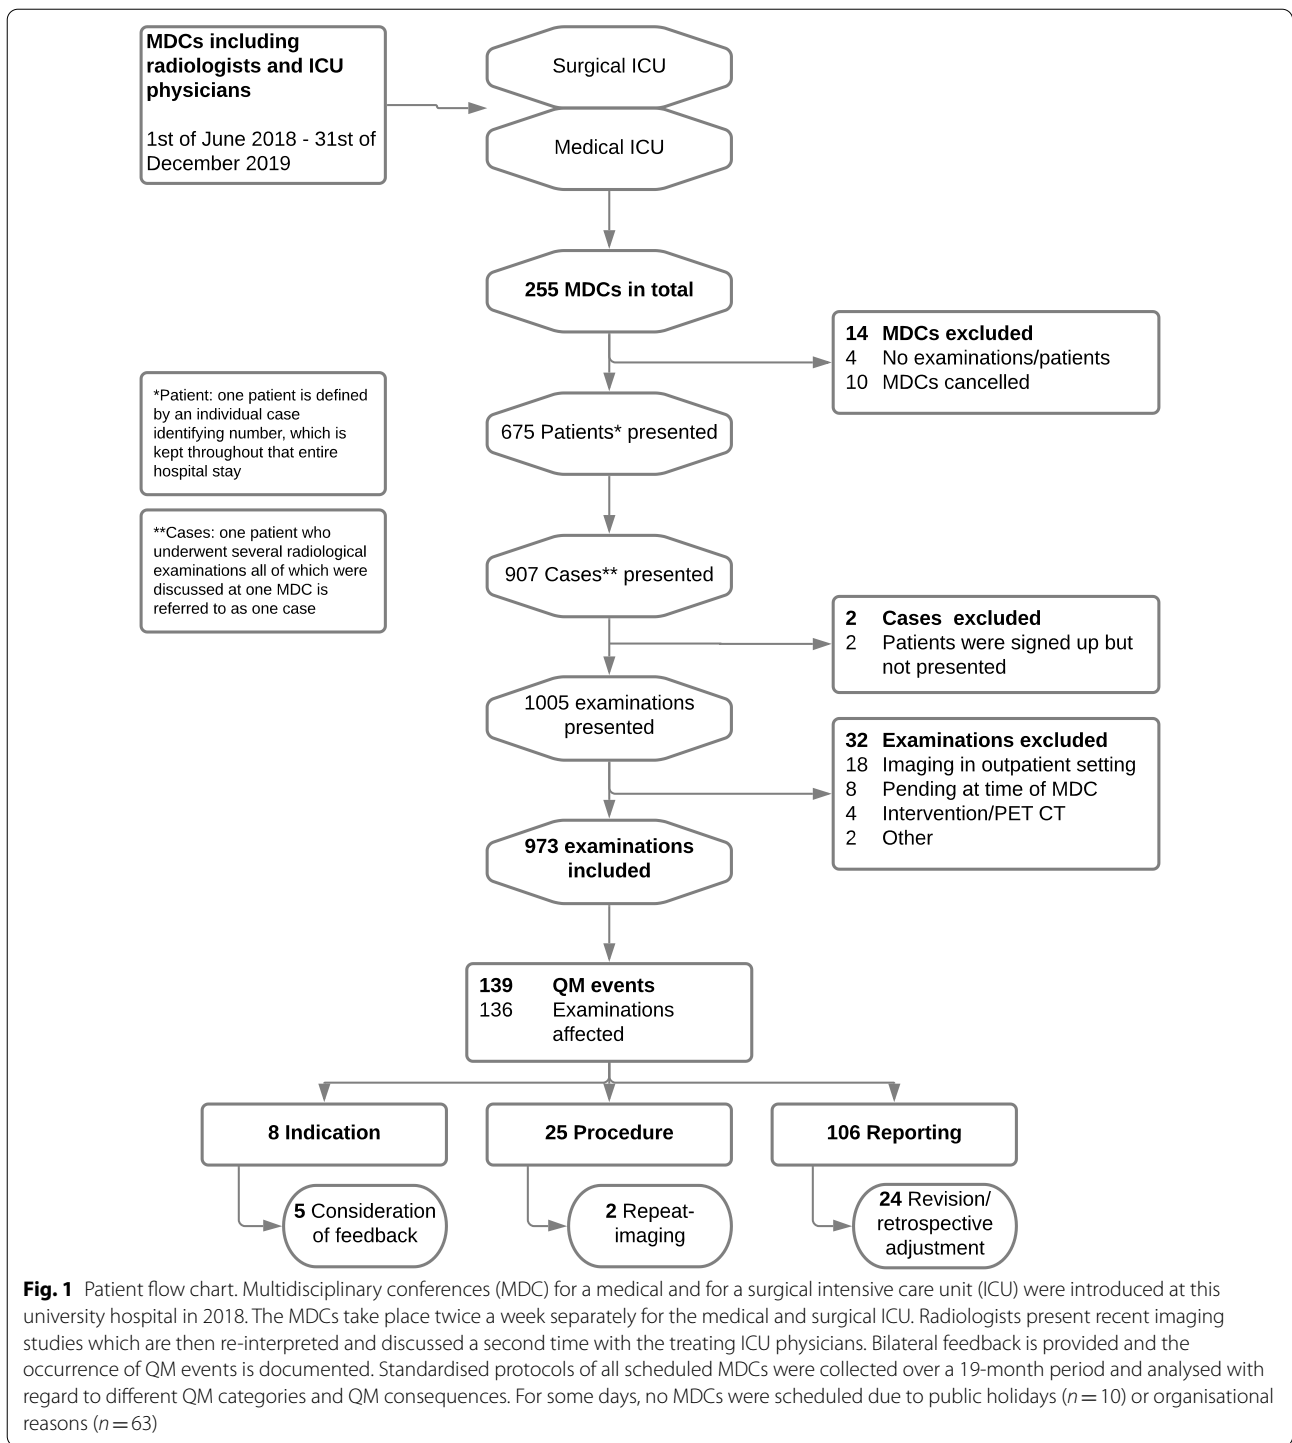 MDCs including
radiologists and ICU
physicians
1st of June 2018 - 31st of
December 2019
Surgical ICU
Medical ICU
255 MDCs in total
14 MDCs excluded
4 No examinations/patients
10 MDCs cancelled
*Patient: one patient is defined
by an individual case
identifying number, which is
kept throughout that entire
hospital stay
675 Patients* presented
**Cases: one patient who
underwent several radiological
examinations all of which were
discussed at one MDC is
referred to as one case
907 Cases** presented
2 Cases excluded
2 Patients were signed up but
not presented
1005 examinations
presented
32 Examinations excluded
18 Imaging in outpatient setting
8 Pending at time of MDC
4 Intervention/PET CT
2 Other
973 examinations
included
139 QM events
136 Examinations
affected
8 Indication
25 Procedure
106 Reporting
5 Consideration
of feedback
2 Repeat-
imaging
24 Revision/
retrospective
adjustment
Fig. 1 Patient flow chart. Multidisciplinary conferences (MDC) for a medical and for a surgical intensive care unit (ICU) were introduced at this
university hospital in 2018. The MDCs take place twice a week separately for the medical and surgical ICU. Radiologists present recent imaging
studies which are then re-interpreted and discussed a second time with the treating ICU physicians. Bilateral feedback is provided and the
occurrence of QM events is documented. Standardised protocols of all scheduled MDCs were collected over a 19-month period and analysed with
regard to different QM categories and QM consequences. For some days, no MDCs were scheduled due to public holidays (n = 10) or organisational
reasons (n = 63)